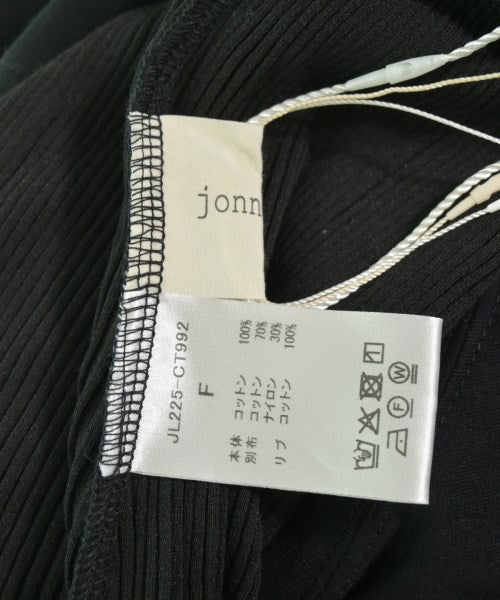 jonn
JL225-CT992
F
本体 コットン 100%
別布 コットン 70%
ナイロン 30%
リブ コットン 100%
F
W